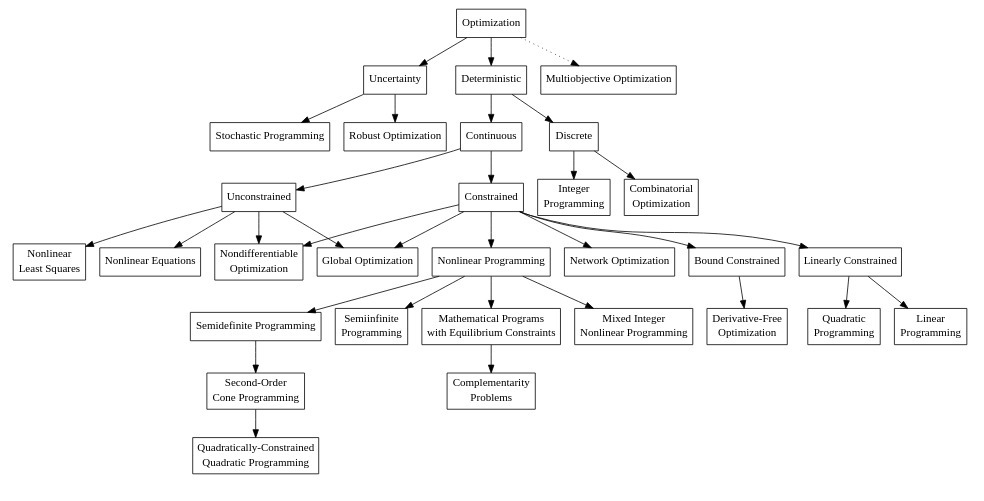 Optimization
Uncertainty
Deterministic
Multiobjective Optimization
Stochastic Programming
Robust Optimization
Continuous
Discrete
Unconstrained
Constrained
Integer
Programming
Combinatorial
Optimization
Nonlinear
Least Squares
Nonlinear Equations
Nondifferentiable
Optimization
Global Optimization
Nonlinear Programming
Network Optimization
Bound Constrained
Linearly Constrained
Semidefinite Programming
Semiinfinite
Programming
Mathematical Programs
with Equilibrium Constraints
Mixed Integer
Nonlinear Programming
Derivative-Free
Optimization
Quadratic
Programming
Linear
Programming
Second-Order
Cone Programming
Complementarity
Problems
Quadratically-Constrained
Quadratic Programming